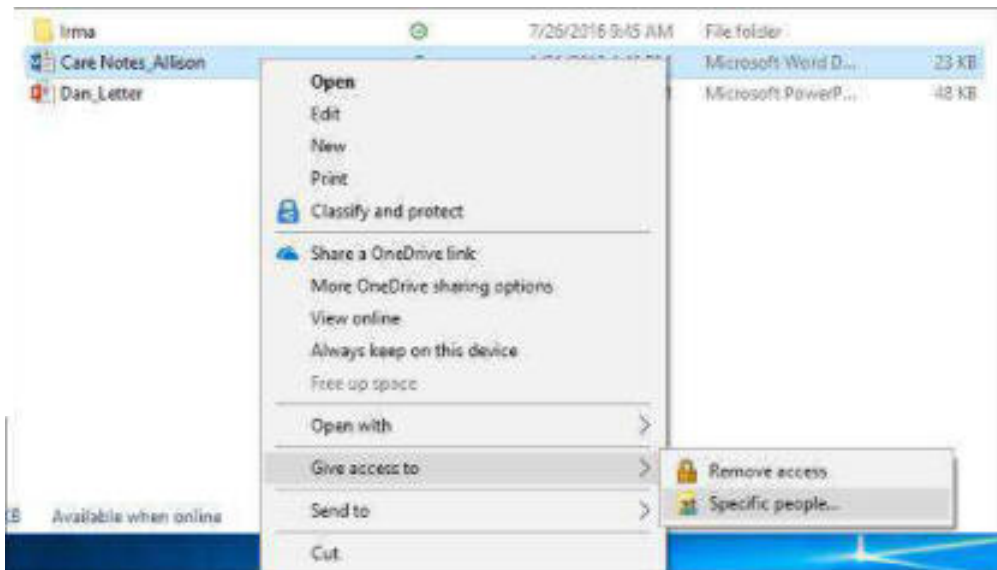 Irma 7/26/2016 9:45 AM File folder
Care Notes_Allison Microsoft Word D... 23 KB
Dan_Letter Microsoft PowerP... 48 KB
Open
Edit
New
Print
Classify and protect
Share a OneDrive link
More OneDrive sharing options
View online
Always keep on this device
Free up space
Open with
Give access to
Remove access
Specific people...
Send to
Available when online
Cut